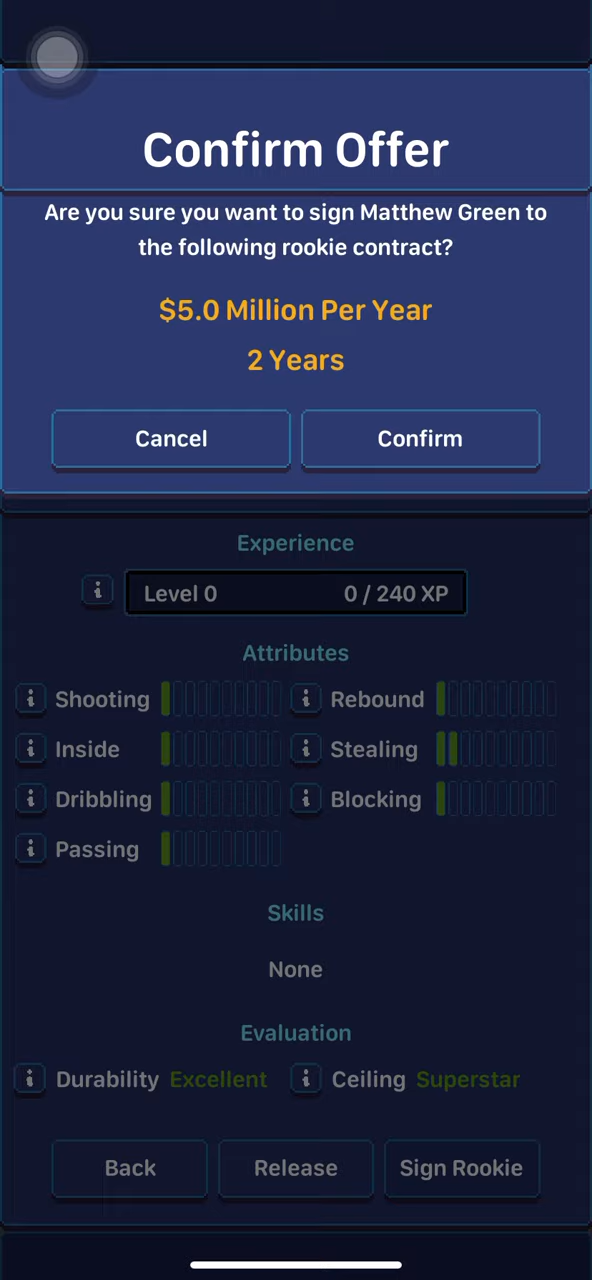 Confirm Offer
Are you sure you want to sign Matthew Green to
the following rookie contract?
$5.0 Million Per Year
2 Years
Cancel Confirm
Experience
i Level 0 0 / 240 XP
Attributes
i Shooting i Rebound
i Inside i Stealing
i Dribbling i Blocking
i Passing
Skills
None
Evaluation
i Durability Excellent i Ceiling Superstar
Back Release Sign Rookie